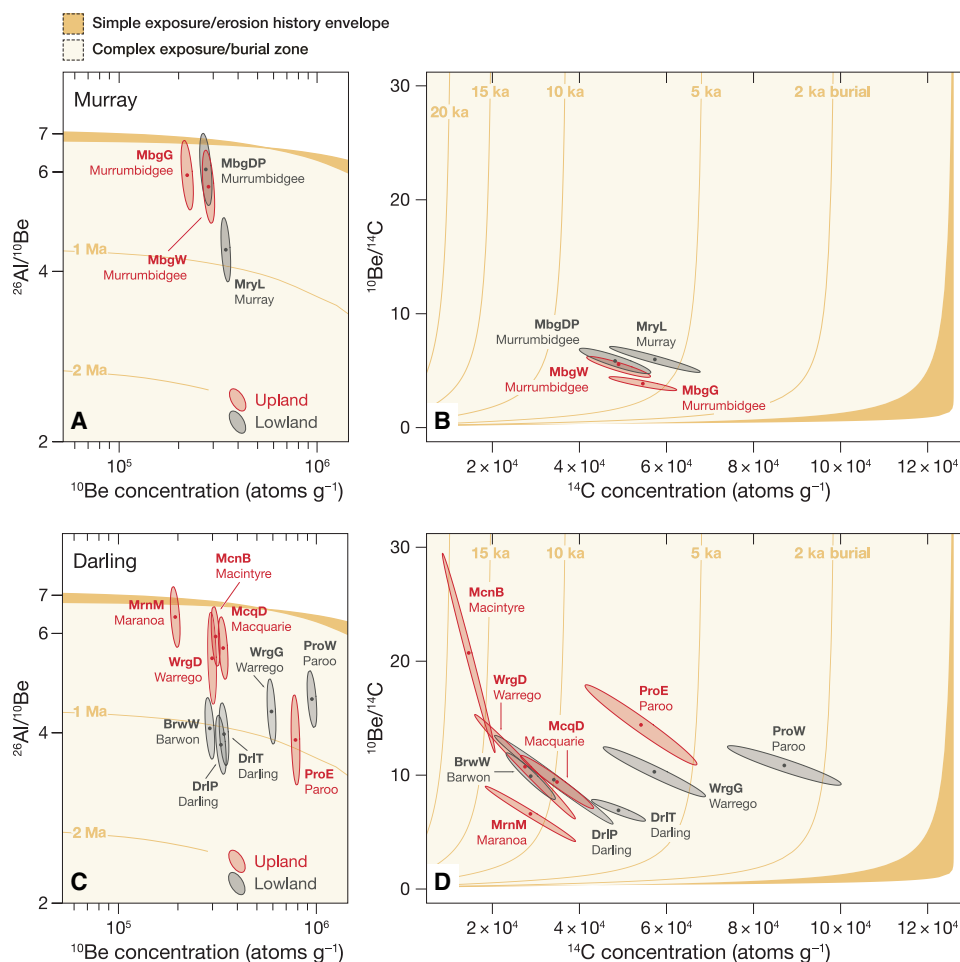 Simple exposure/erosion history envelope
Complex exposure/burial zone
Murray
7
6
4
2
²⁶Al/¹⁰Be
MbgG
Murrumbidgee
MbgDP
Murrumbidgee
1 Ma
MbgW
Murrumbidgee
MryL
Murray
2 Ma
Upland
Lowland
A
10⁵
10⁶
¹⁰Be concentration (atoms g⁻¹)
30
20
10
0
¹⁰Be/¹⁴C
20 ka
15 ka
10 ka
5 ka
2 ka burial
MbgDP
Murrumbidgee
MryL
Murray
MbgW
Murrumbidgee
MbgG
Murrumbidgee
B
2 × 10⁴
4 × 10⁴
6 × 10⁴
8 × 10⁴
10 × 10⁴
12 × 10⁴
¹⁴C concentration (atoms g⁻¹)
Darling
7
6
4
2
²⁶Al/¹⁰Be
McnB
Macintyre
MrnM
Maranoa
McqD
Macquarie
WrgD
Warrego
WrgG
Warrego
ProW
Paroo
1 Ma
BrwW
Barwon
DrlT
Darling
DrlP
Darling
ProE
Paroo
2 Ma
Upland
Lowland
C
10⁵
10⁶
¹⁰Be concentration (atoms g⁻¹)
30
20
10
0
¹⁰Be/¹⁴C
15 ka
10 ka
5 ka
2 ka burial
McnB
Macintyre
WrgD
Warrego
ProE
Paroo
McqD
Macquarie
ProW
Paroo
BrwW
Barwon
WrgG
Warrego
MrnM
Maranoa
DrlP
Darling
DrlT
Darling
D
2 × 10⁴
4 × 10⁴
6 × 10⁴
8 × 10⁴
10 × 10⁴
12 × 10⁴
¹⁴C concentration (atoms g⁻¹)